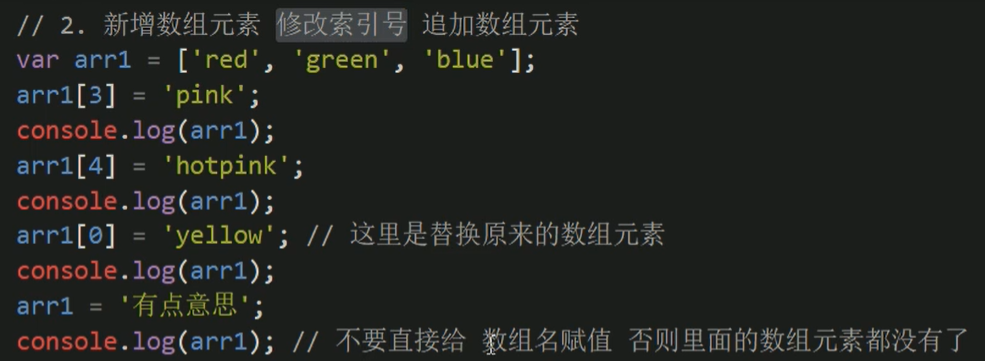 // 2. 新增数组元素 修改索引号 追加数组元素
var arr1 = ['red', 'green', 'blue'];
arr1[3] = 'pink';
console.log(arr1);
arr1[4] = 'hotpink';
console.log(arr1);
arr1[0] = 'yellow'; // 这里是替换原来的数组元素
console.log(arr1);
arr1 = '有点意思';
console.log(arr1); // 不要直接给 数组名赋值 否则里面的数组元素都没有了